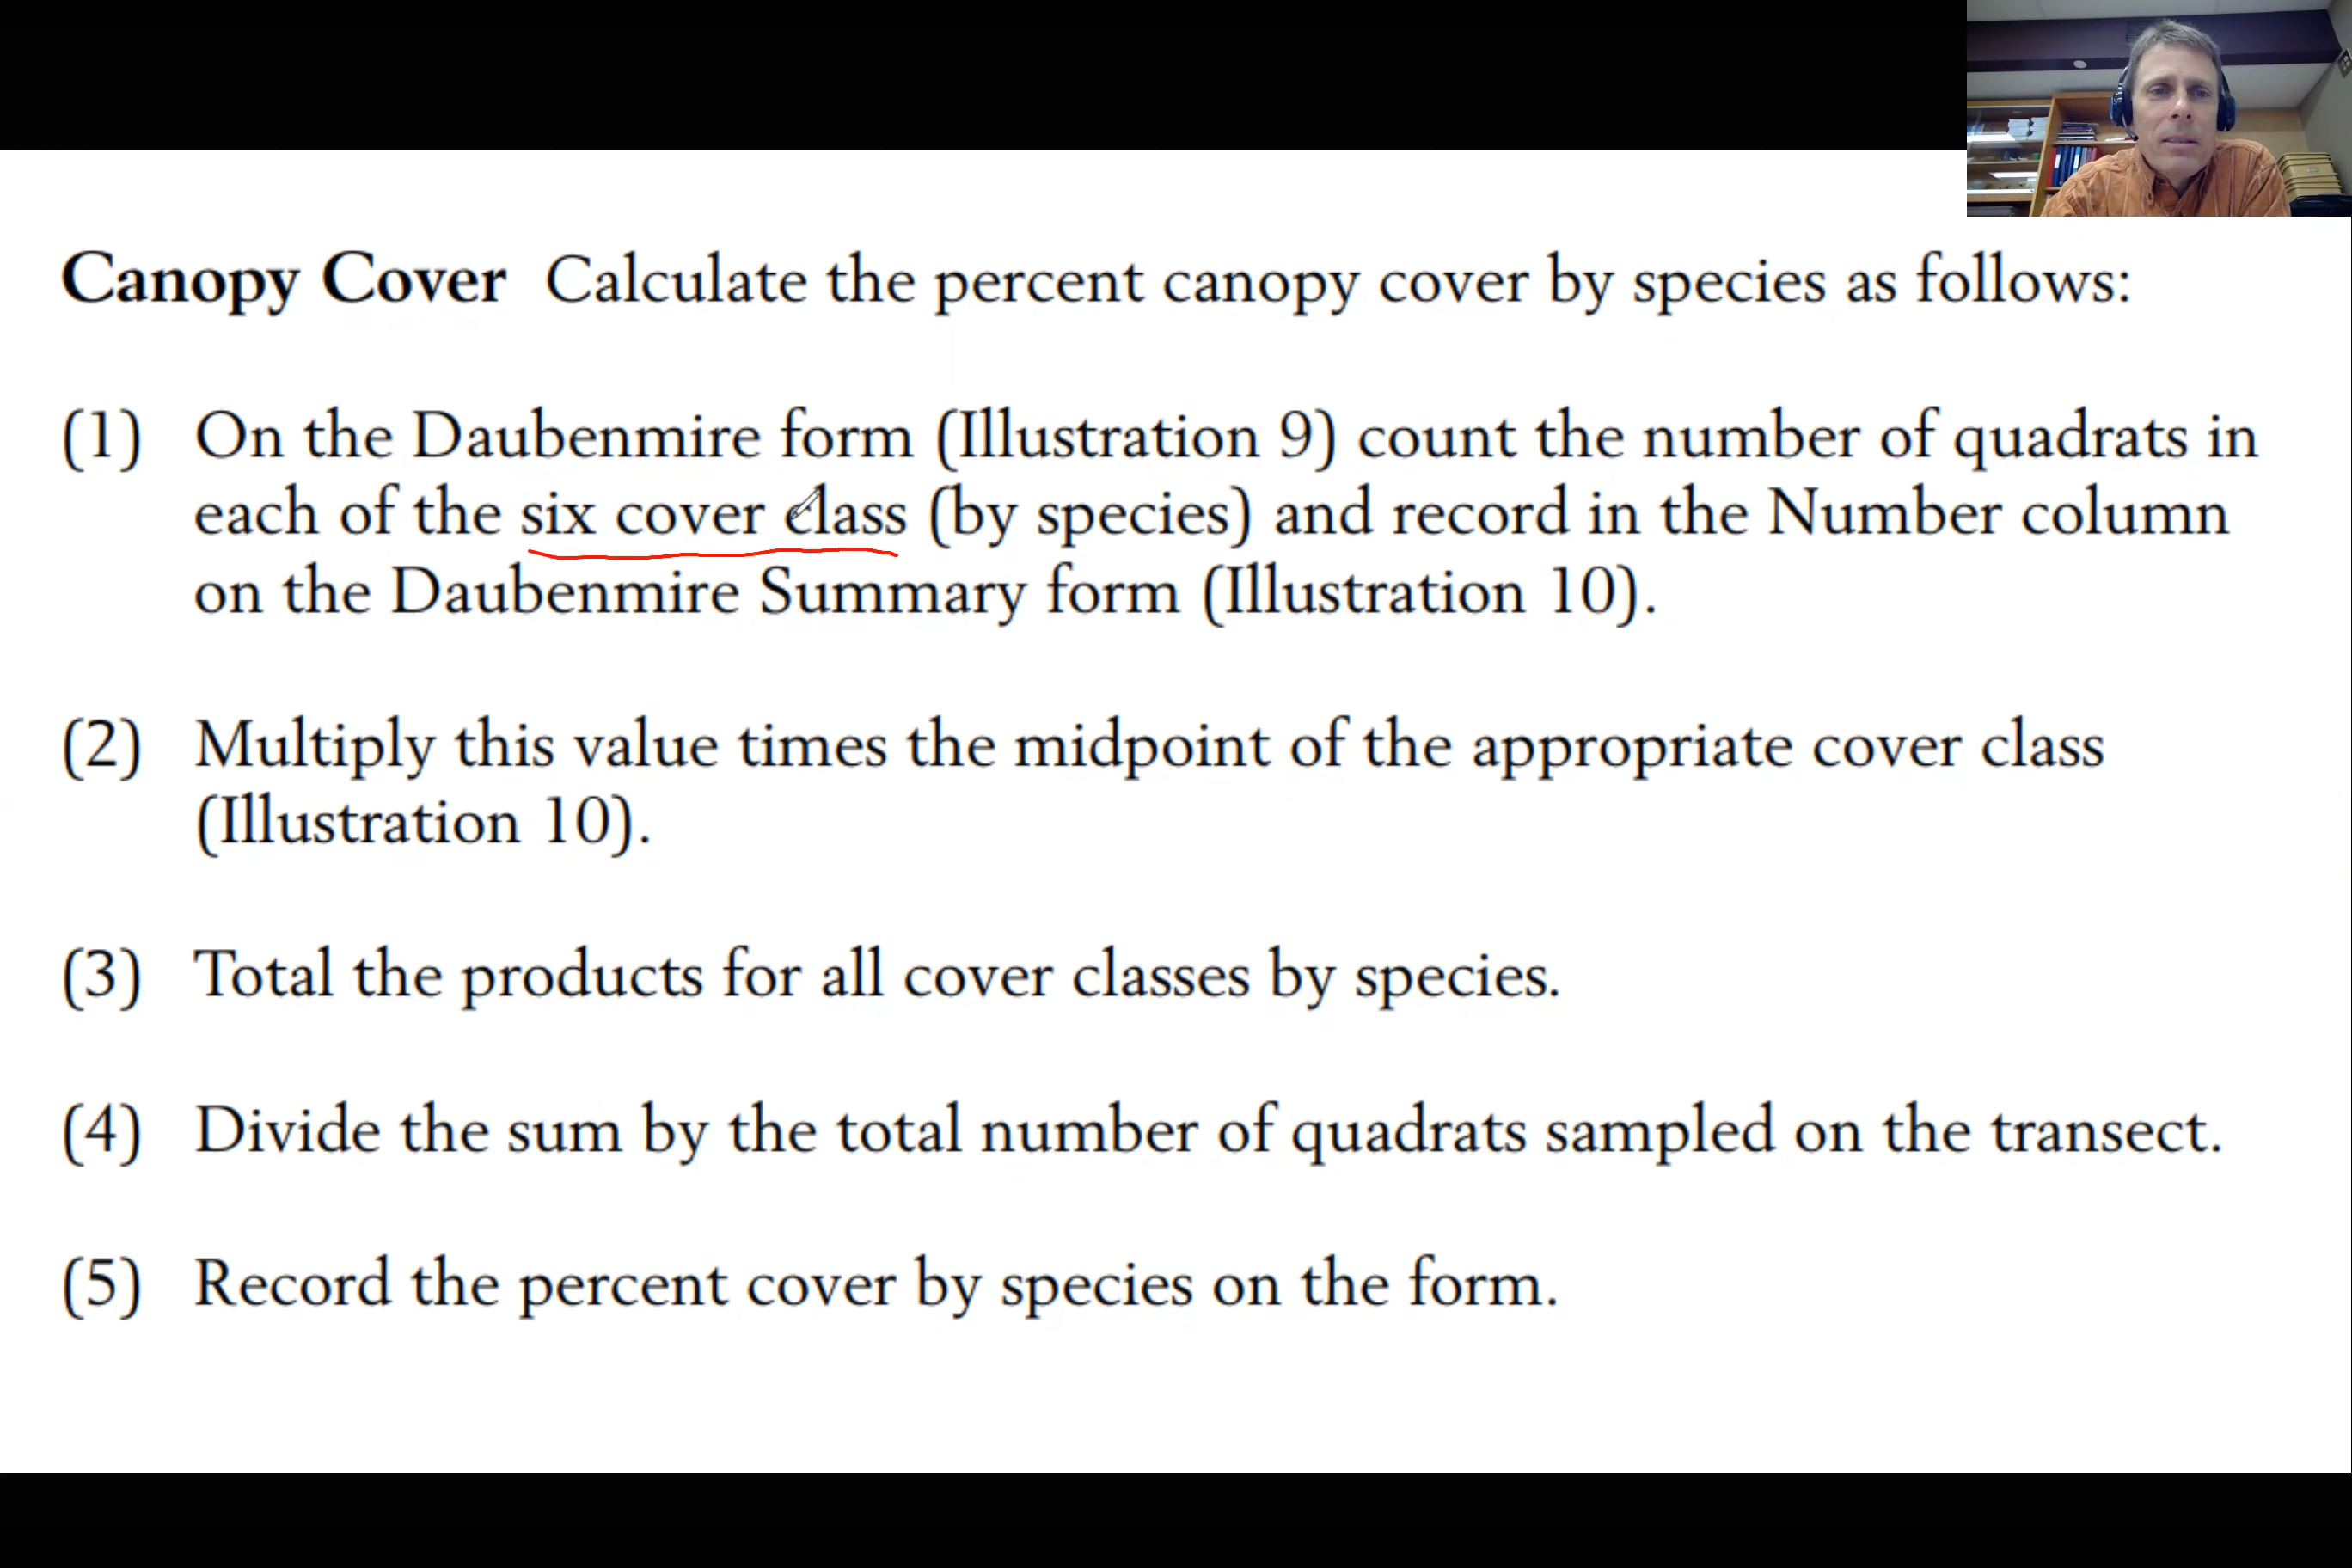 Canopy Cover Calculate the percent canopy cover by species as follows:
(1) On the Daubenmire form (Illustration 9) count the number of quadrats in
each of the six cover class (by species) and record in the Number column
on the Daubenmire Summary form (Illustration 10).
(2) Multiply this value times the midpoint of the appropriate cover class
(Illustration 10).
(3) Total the products for all cover classes by species.
(4) Divide the sum by the total number of quadrats sampled on the transect.
(5) Record the percent cover by species on the form.